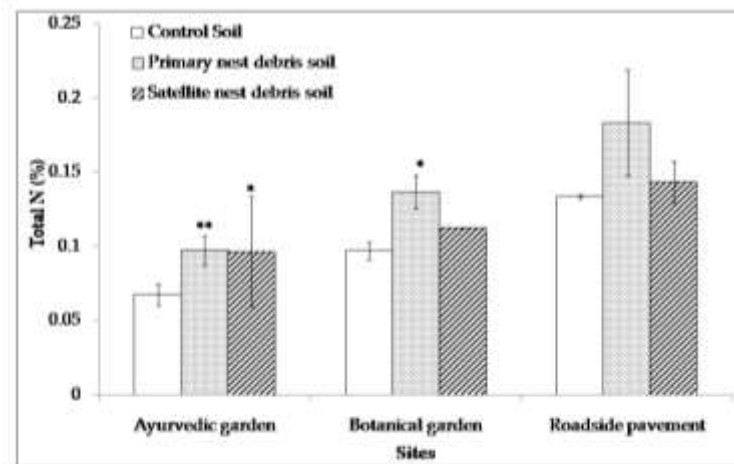 0.25
0.2
0.15
0.1
0.05
0
Total N (%)
Control Soil
Primary nest debris soil
Satellite nest debris soil
**
*
*
Ayurvedic garden
Botanical garden
Roadside pavement
Sites